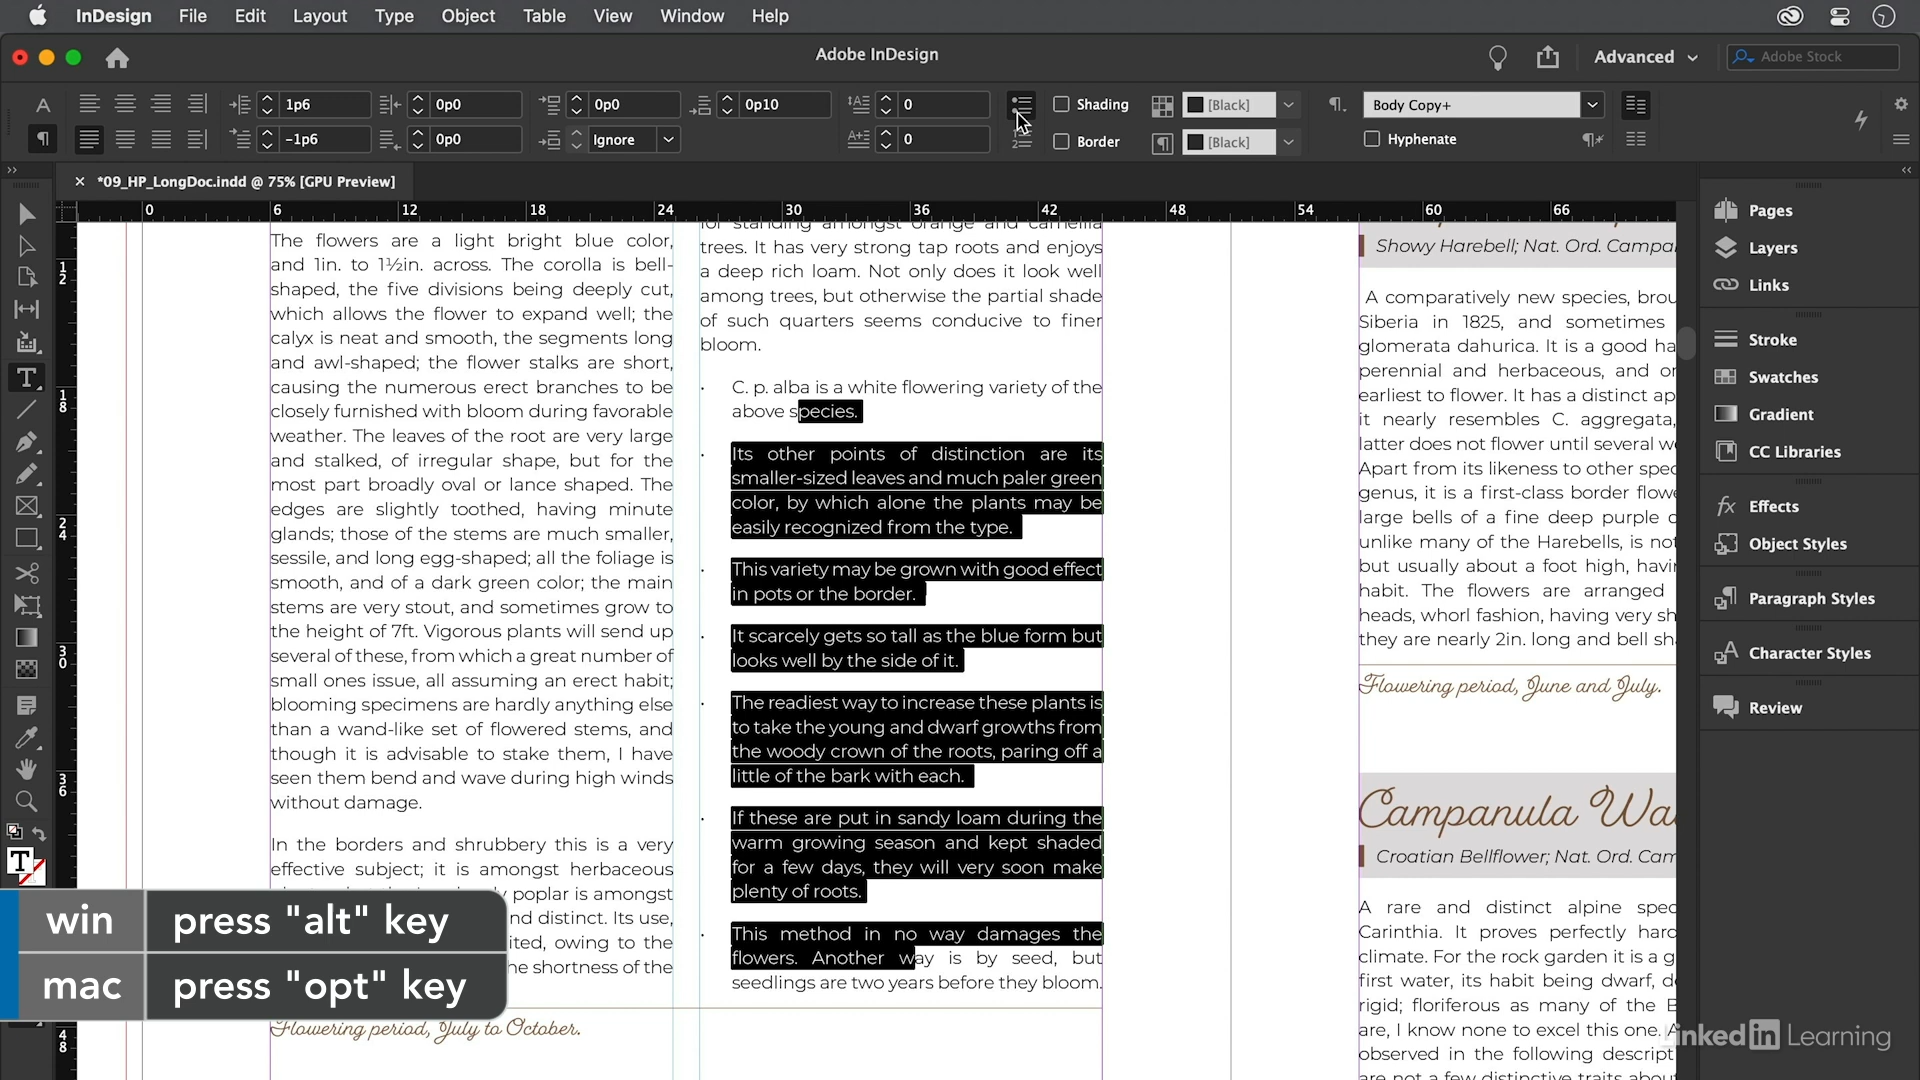 InDesign File Edit Layout Type Object Table View Window Help
Adobe InDesign
Advanced
Adobe Stock
1p6 0p0 0p0 0p10 0 Shading [Black] Body Copy+
-1p6 0p0 Ignore 0 Border [Black] Hyphenate
*09_HP_LongDoc.indd @ 75% [GPU Preview]
0 6 12 18 24 30 36 42 48 54 60 66
The flowers are a light bright blue color,
and 1in. to 1½in. across. The corolla is bell-
shaped, the five divisions being deeply cut,
which allows the flower to expand well; the
calyx is neat and smooth, the segments long
and awl-shaped; the flower stalks are short,
causing the numerous erect branches to be
closely furnished with bloom during favorable
weather. The leaves of the root are very large
and stalked, of irregular shape, but for the
most part broadly oval or lance shaped. The
edges are slightly toothed, having minute
glands; those of the stems are much smaller,
sessile, and long egg-shaped; all the foliage is
smooth, and of a dark green color; the main
stems are very stout, and sometimes grow to
the height of 7ft. Vigorous plants will send up
several of these, from which a great number of
small ones issue, all assuming an erect habit;
blooming specimens are hardly anything else
than a wand-like set of flowered stems, and
though it is advisable to stake them, I have
seen them bend and wave during high winds
without damage.
In the borders and shrubbery this is a very
effective subject; it is amongst herbaceous
y poplar is amongst
nd distinct. Its use,
ited, owing to the
he shortness of the
Flowering period, July to October.
for standing amongst orange and camellia
trees. It has very strong tap roots and enjoys
a deep rich loam. Not only does it look well
among trees, but otherwise the partial shade
of such quarters seems conducive to finer
bloom.
• C. p. alba is a white flowering variety of the
above species.
• Its other points of distinction are its
smaller-sized leaves and much paler green
color, by which alone the plants may be
easily recognized from the type.
• This variety may be grown with good effect
in pots or the border.
• It scarcely gets so tall as the blue form but
looks well by the side of it.
• The readiest way to increase these plants is
to take the young and dwarf growths from
the woody crown of the roots, paring off a
little of the bark with each.
• If these are put in sandy loam during the
warm growing season and kept shaded
for a few days, they will very soon make
plenty of roots.
• This method in no way damages the
flowers. Another way is by seed, but
seedlings are two years before they bloom.
Showy Harebell; Nat. Ord. Campa
A comparatively new species, brou
Siberia in 1825, and sometimes
glomerata dahurica. It is a good ha
perennial and herbaceous, and or
earliest to flower. It has a distinct ap
it nearly resembles C. aggregata,
latter does not flower until several w
Apart from its likeness to other spec
genus, it is a first-class border flow
large bells of a fine deep purple c
unlike many of the Harebells, is not
but usually about a foot high, havi
habit. The flowers are arranged
heads, whorl fashion, having very sh
they are nearly 2in. long and bell sh
Flowering period, June and July.
Campanula Wa
Croatian Bellflower; Nat. Ord. Cam
A rare and distinct alpine spec
Carinthia. It proves perfectly hard
climate. For the rock garden it is a g
first water, its habit being dwarf, d
rigid; floriferous as many of the B
are, I know none to excel this one. A
observed in the following descript
are not a few distinctive traits about
Pages
Layers
Links
Stroke
Swatches
Gradient
CC Libraries
Effects
Object Styles
Paragraph Styles
Character Styles
Review
win press "alt" key
mac press "opt" key
Linked in Learning
12
18
24
30
36
48